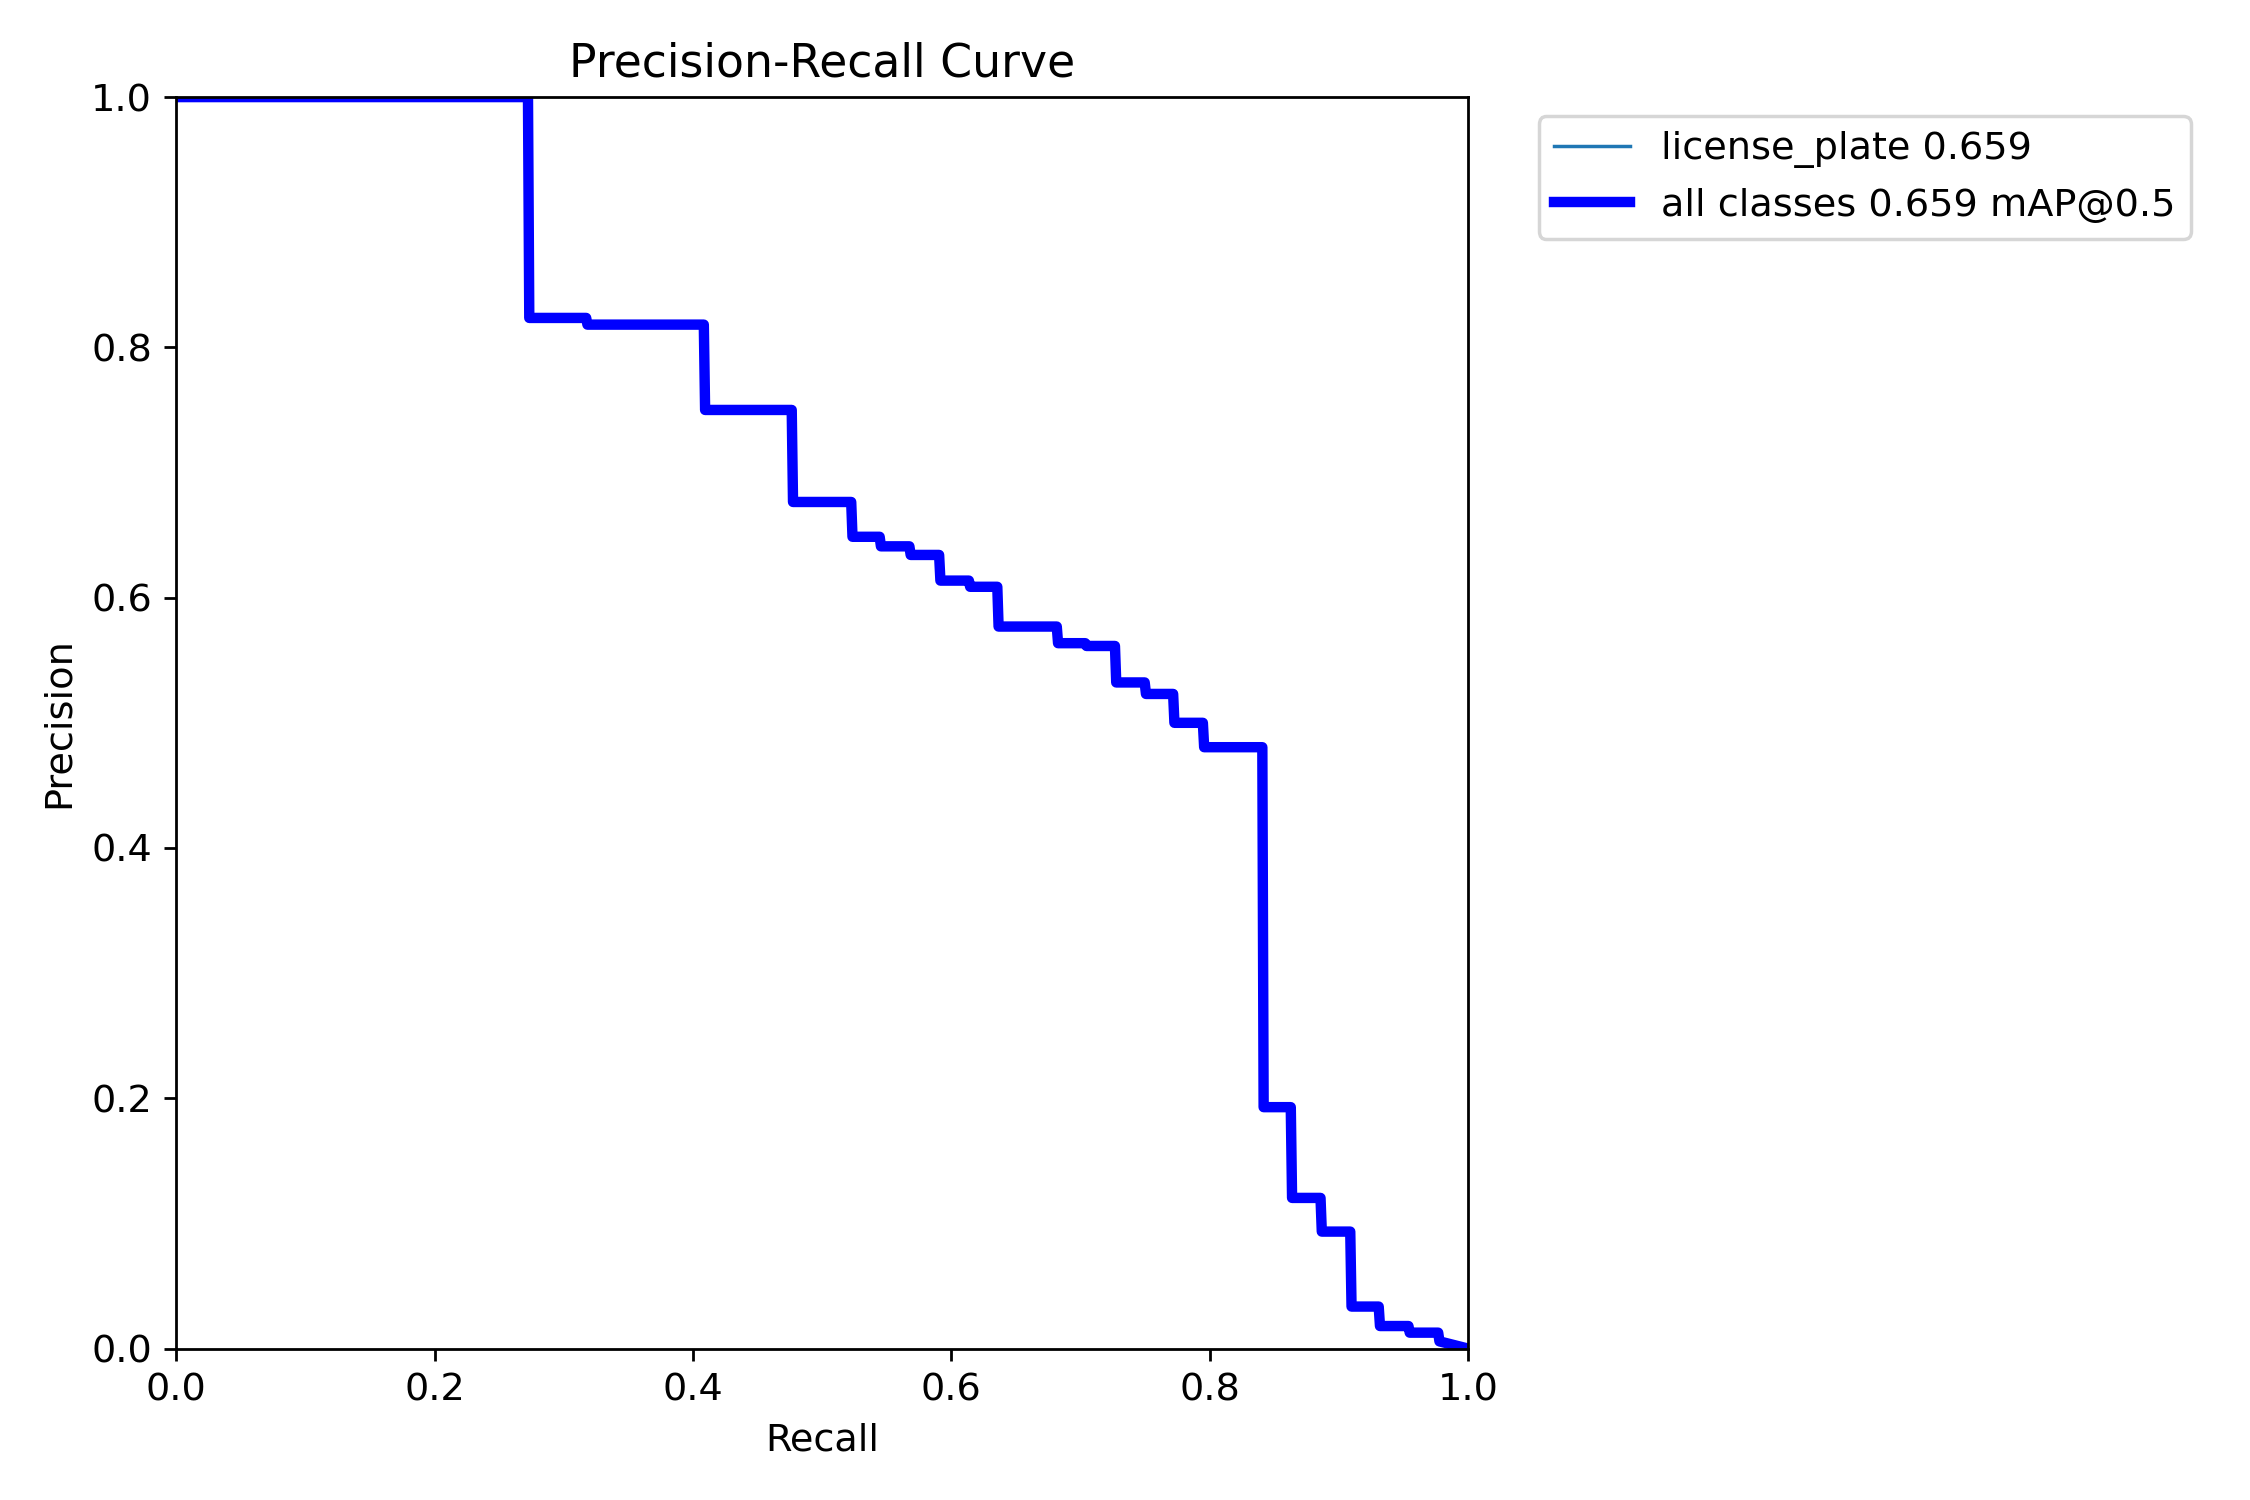 Precision-Recall Curve
1.0
0.8
0.6
0.4
0.2
0.0
Precision
0.0 0.2 0.4 0.6 0.8 1.0
Recall
license_plate 0.659
all classes 0.659 mAP@0.5